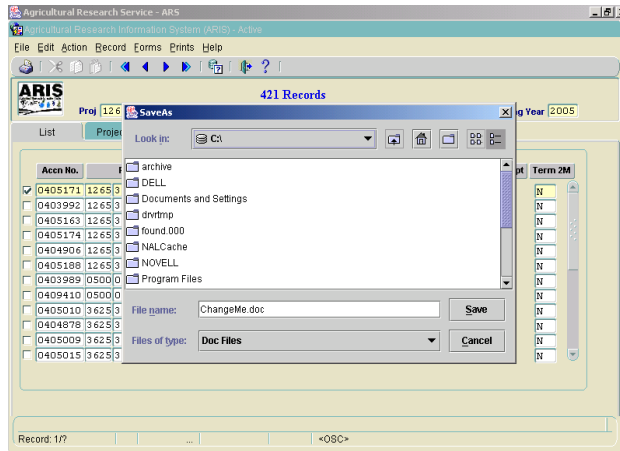 Agricultural Research Service - ARS
Agricultural Research Information System (ARIS) - Active
File Edit Action Record Forms Prints Help
ARIS
421 Records
Proj 126
ng Year 2005
SaveAs
List Projec
Look in: C:\
Accn No. pt Term 2M
archive
DELL
Documents and Settings
drvrtmp
found.000
NALCache
NOVELL
Program Files
0405171 1265 3 N
0403992 1265 3 N
0405163 1265 3 N
0405174 1265 3 N
0404906 1265 3 N
0405188 1265 3 N
0403989 0500 0 N
0409410 0500 0 N
0405010 3625 3 N
0404878 3625 3 N
0405009 3625 3 N
0405015 3625 3 N
File name: ChangeMe.doc Save
Files of type: Doc Files Cancel
Record: 1/? ... <OSC>